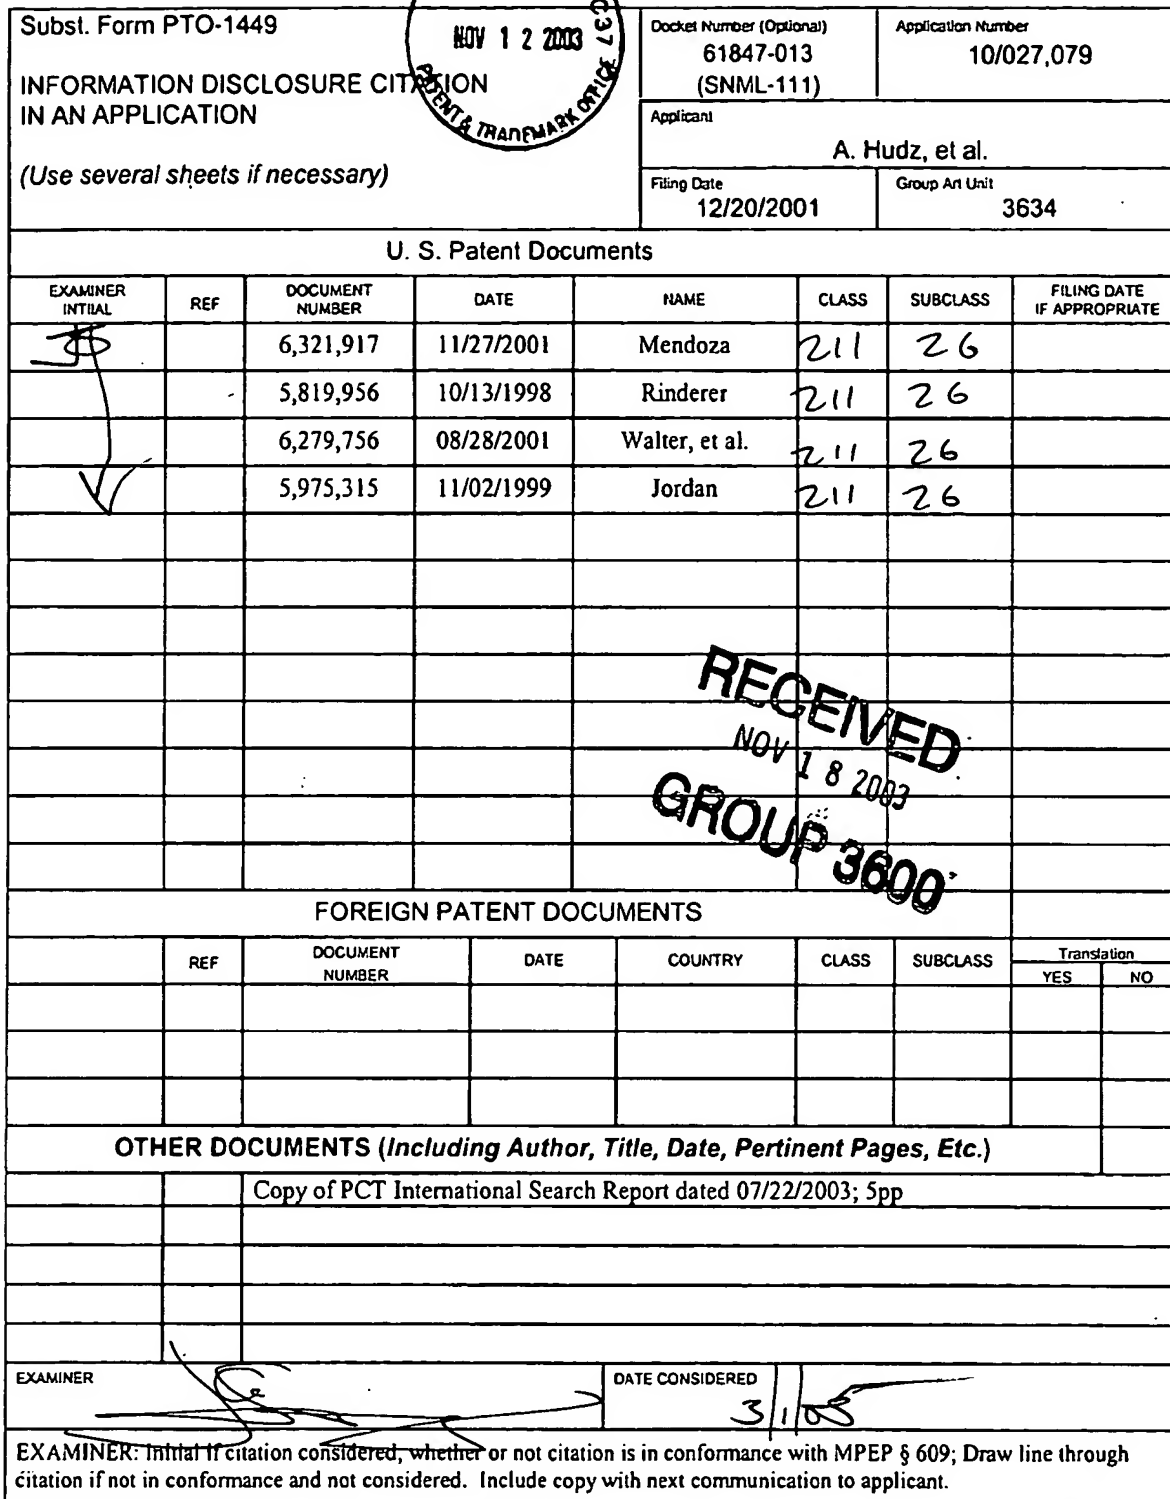 Subst. Form PTO-1449
INFORMATION DISCLOSURE CITATION
IN AN APPLICATION
(Use several sheets if necessary)
NOV 1 2 2003
PATENT & TRADEMARK OFFICE
Docket Number (Optional)
61847-013
(SNML-111)
Application Number
10/027,079
Applicant
A. Hudz, et al.
Filing Date
12/20/2001
Group Art Unit
3634
U. S. Patent Documents
EXAMINER INTIIAL REF DOCUMENT NUMBER DATE NAME CLASS SUBCLASS FILING DATE IF APPROPRIATE
6,321,917 11/27/2001 Mendoza 211 26
5,819,956 10/13/1998 Rinderer 211 26
6,279,756 08/28/2001 Walter, et al. 211 26
5,975,315 11/02/1999 Jordan 211 26
RECEIVED
NOV 1 8 2003
GROUP 3600
FOREIGN PATENT DOCUMENTS
REF DOCUMENT NUMBER DATE COUNTRY CLASS SUBCLASS Translation YES NO
OTHER DOCUMENTS (Including Author, Title, Date, Pertinent Pages, Etc.)
Copy of PCT International Search Report dated 07/22/2003; 5pp
EXAMINER
DATE CONSIDERED
EXAMINER: Initial if citation considered, whether or not citation is in conformance with MPEP § 609; Draw line through
citation if not in conformance and not considered. Include copy with next communication to applicant.